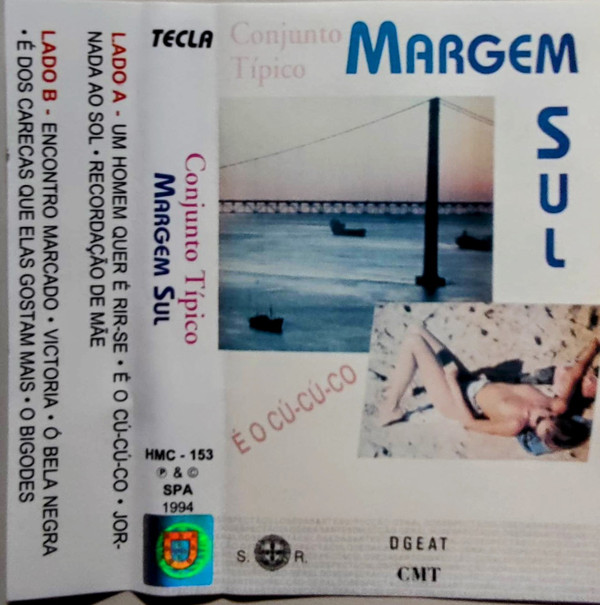 LADO A - UM HOMEM QUER É RIR-SE • É O CÚ-CÚ-CO • JOR-
NADA AO SOL • RECORDAÇÃO DE MÃE
LADO B - ENCONTRO MARCADO • VICTORIA • Ó BELA NEGRA
• É DOS CARECAS QUE ELAS GOSTAM MAIS • O BIGODES
TECLA
Conjunto Típico
MARGEM SUL
HMC - 153
℗ & ©
SPA
1994
Conjunto
Típico
MARGEM
SUL
É O CÚ-CÚ-CO
S. R.
DGEAT
CMT